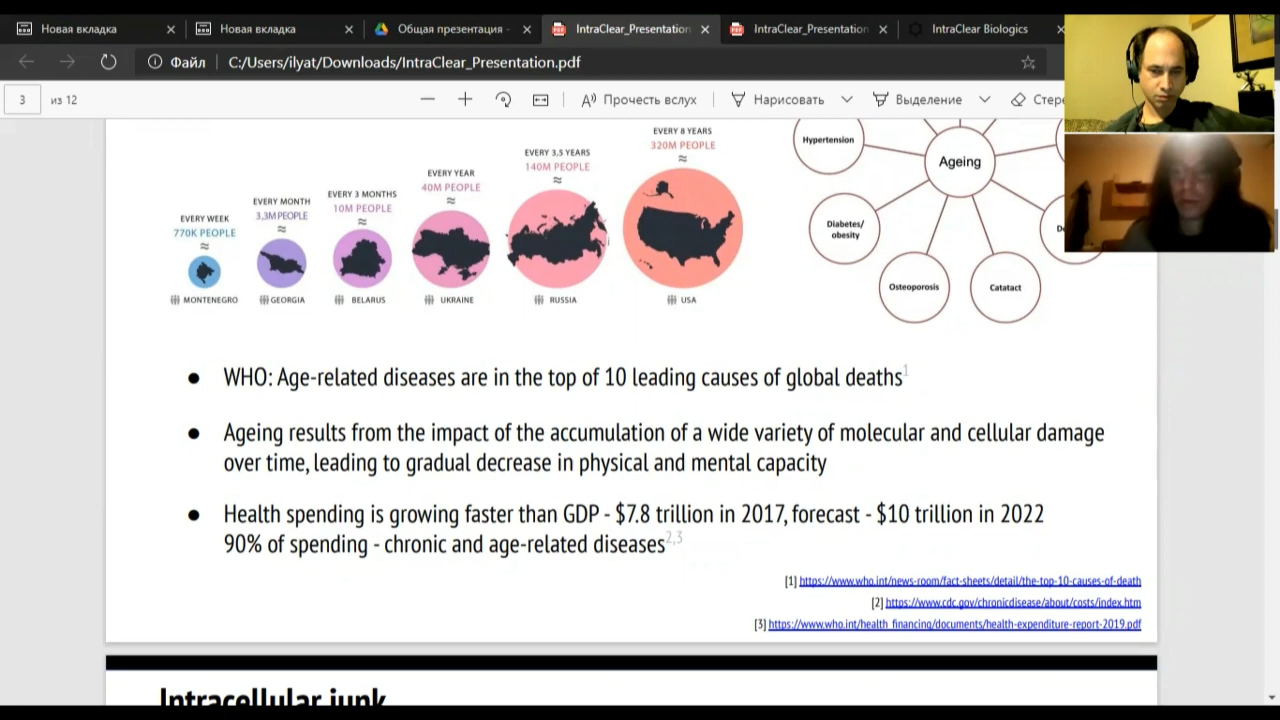 Новая вкладка
Новая вкладка
Общая презентация -
IntraClear_Presentation
IntraClear_Presentation
IntraClear Biologics
Файл
C:/Users/ilyat/Downloads/IntraClear_Presentation.pdf
3
из 12
Прочесть вслух
Нарисовать
Выделение
EVERY WEEK
770K PEOPLE
≈
MONTENEGRO
EVERY MONTH
3,3M PEOPLE
≈
GEORGIA
EVERY 3 MONTHS
10M PEOPLE
≈
BELARUS
EVERY YEAR
40M PEOPLE
≈
UKRAINE
EVERY 3,5 YEARS
140M PEOPLE
≈
RUSSIA
EVERY 8 YEARS
320M PEOPLE
≈
USA
Hypertension
Ageing
Diabetes/
obesity
Osteoporosis
Catatact
● WHO: Age-related diseases are in the top of 10 leading causes of global deaths1
● Ageing results from the impact of the accumulation of a wide variety of molecular and cellular damage
over time, leading to gradual decrease in physical and mental capacity
● Health spending is growing faster than GDP - $7.8 trillion in 2017, forecast - $10 trillion in 2022
90% of spending - chronic and age-related diseases2,3
[1] https://www.who.int/news-room/fact-sheets/detail/the-top-10-causes-of-death
[2] https://www.cdc.gov/chronicdisease/about/costs/index.htm
[3] https://www.who.int/health_financing/documents/health-expenditure-report-2019.pdf
Intracellular junk